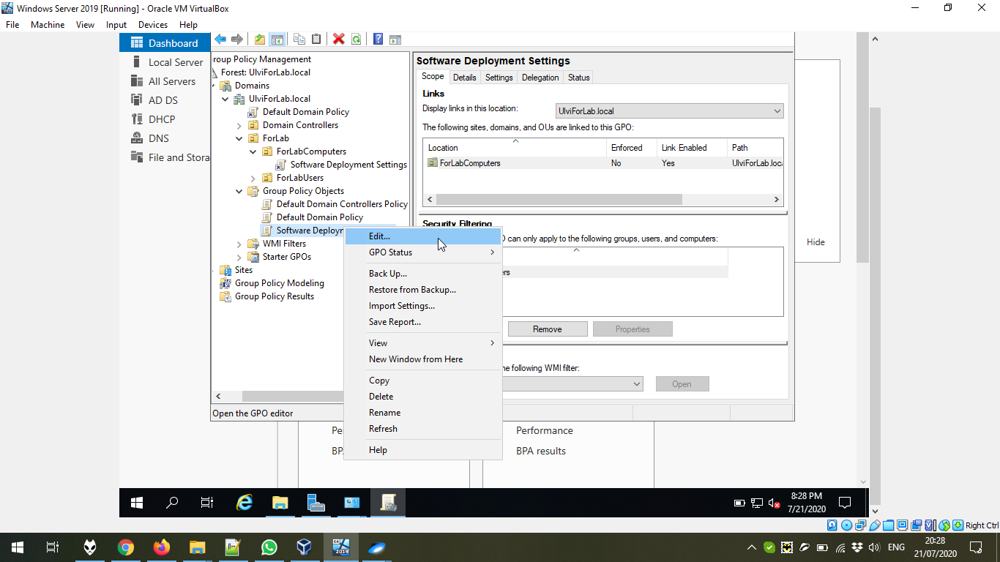 Windows Server 2019 [Running] - Oracle VM VirtualBox
File Machine View Input Devices Help
Dashboard
Local Server
All Servers
AD DS
DHCP
DNS
File and Stora
roup Policy Management
Forest: UlviForLab.local
Domains
UlviForLab.local
Default Domain Policy
Domain Controllers
ForLab
ForLabComputers
Software Deployment Settings
ForLabUsers
Group Policy Objects
Default Domain Controllers Policy
Default Domain Policy
Software Deployn
WMI Filters
Starter GPOs
Sites
Group Policy Modeling
Group Policy Results
Open the GPO editor
Software Deployment Settings
Scope Details Settings Delegation Status
Links
Display links in this location: UlviForLab.local
The following sites, domains, and OUs are linked to this GPO:
Location Enforced Link Enabled Path
ForLabComputers No Yes UlviForLab.loca
Security Filtering
O can only apply to the following groups, users, and computers:
ers
Remove Properties
he following WMI filter:
Open
Edit...
GPO Status
Back Up...
Restore from Backup...
Import Settings...
Save Report...
View
New Window from Here
Copy
Delete
Rename
Refresh
Help
Hide
Pe
BP
Performance
BPA results
8:28 PM
7/21/2020
Right Ctrl
2019
ENG
20:28
21/07/2020